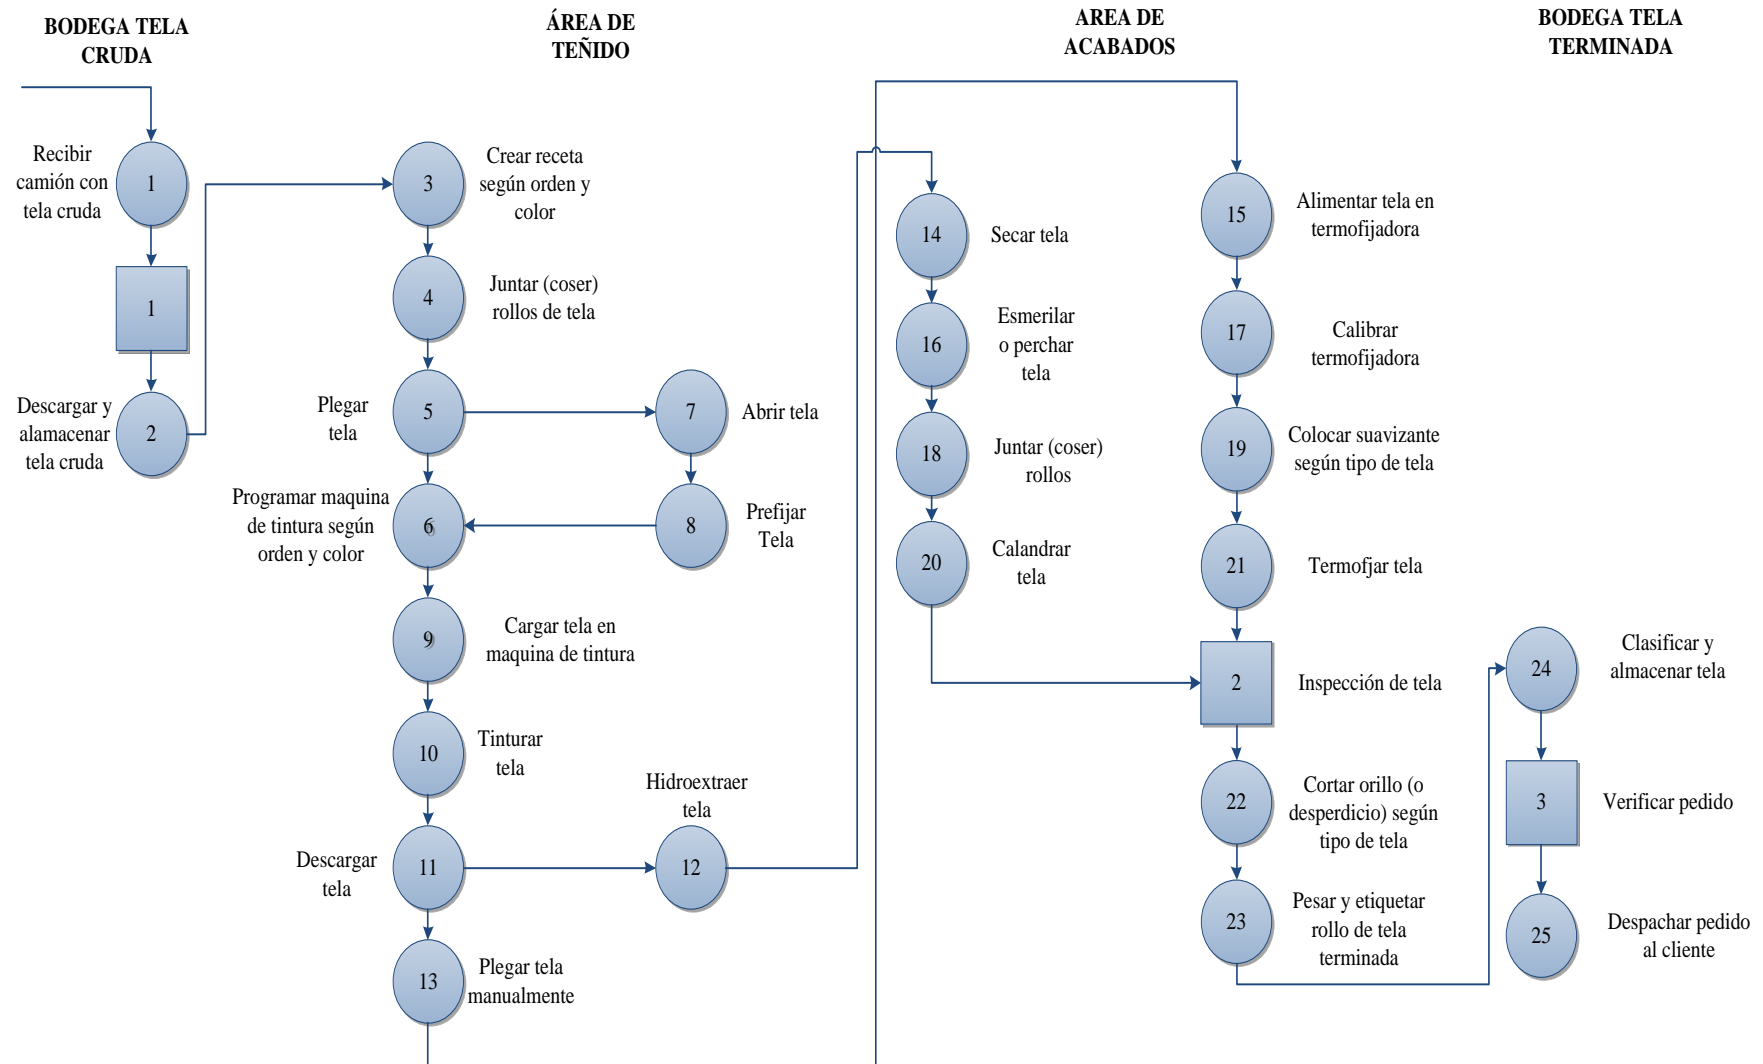 BODEGA TELA
CRUDA
Recibir
camión con
tela cruda
1
1
Descargar y
alamacenar
tela cruda
2
ÁREA DE
TEÑIDO
3
Crear receta
según orden y
color
4
Juntar (coser)
rollos de tela
Plegar
tela
5
7
Abrir tela
Programar maquina
de tintura según
orden y color
6
8
Prefijar
Tela
9
Cargar tela en
maquina de tintura
10
Tinturar
tela
Descargar
tela
11
Hidroextraer
tela
12
13
Plegar tela
manualmente
AREA DE
ACABADOS
14
Secar tela
16
Esmerilar
o perchar
tela
18
Juntar (coser)
rollos
20
Calandrar
tela
15
Alimentar tela en
termofijadora
17
Calibrar
termofijadora
19
Colocar suavizante
según tipo de tela
21
Termofjar tela
2
Inspección de tela
22
Cortar orillo (o
desperdicio) según
tipo de tela
23
Pesar y etiquetar
rollo de tela
terminada
BODEGA TELA
TERMINADA
24
Clasificar y
almacenar tela
3
Verificar pedido
25
Despachar pedido
al cliente